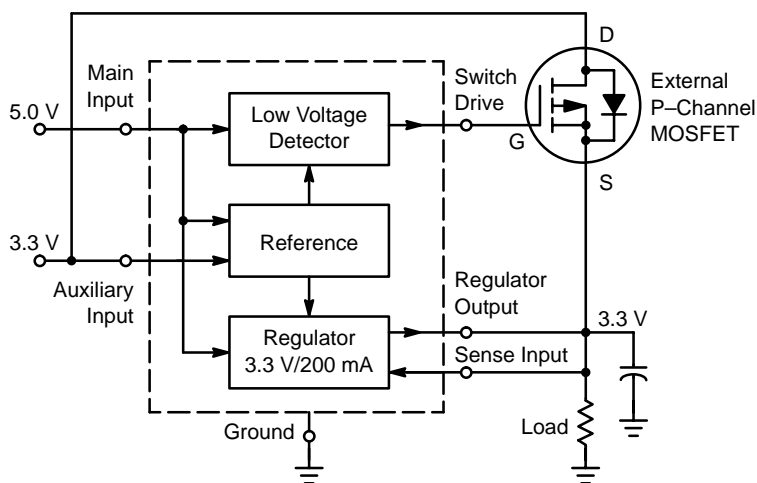 D
Main
Input
Switch
Drive
External
P–Channel
MOSFET
5.0 V
Low Voltage
Detector
G
S
Reference
3.3 V
Auxiliary
Input
Regulator
Output
3.3 V
Regulator
3.3 V/200 mA
Sense Input
Ground
Load